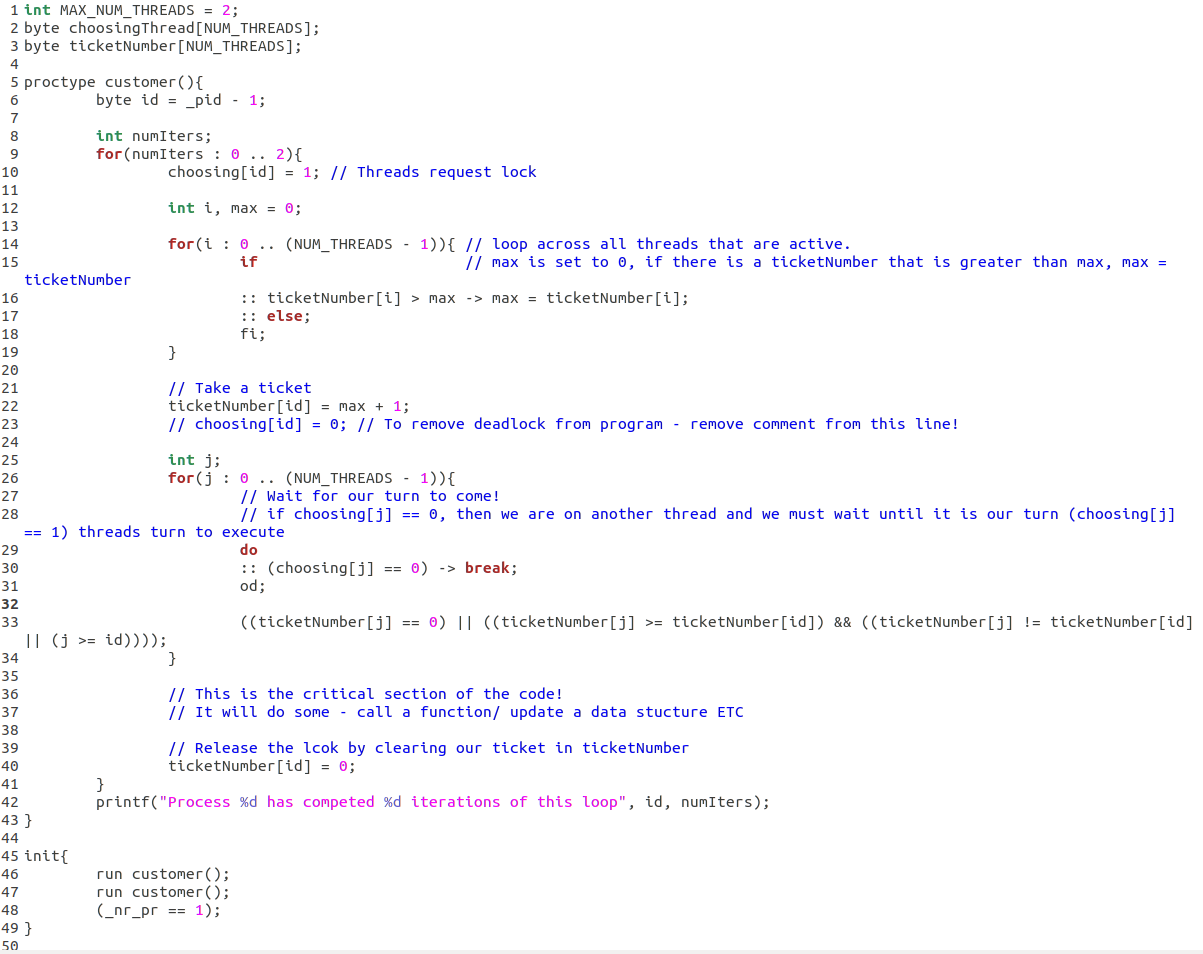 1 int MAX_NUM_THREADS = 2;
2 byte choosingThread[NUM_THREADS];
3 byte ticketNumber[NUM_THREADS];
4
5 proctype customer(){
6 byte id = _pid - 1;
7
8 int numIters;
9 for(numIters : 0 .. 2){
10 choosing[id] = 1; // Threads request lock
11
12 int i, max = 0;
13
14 for(i : 0 .. (NUM_THREADS - 1)){ // loop across all threads that are active.
15 if // max is set to 0, if there is a ticketNumber that is greater than max, max =
ticketNumber
16 :: ticketNumber[i] > max -> max = ticketNumber[i];
17 :: else;
18 fi;
19 }
20
21 // Take a ticket
22 ticketNumber[id] = max + 1;
23 // choosing[id] = 0; // To remove deadlock from program - remove comment from this line!
24
25 int j;
26 for(j : 0 .. (NUM_THREADS - 1)){
27 // Wait for our turn to come!
28 // if choosing[j] == 0, then we are on another thread and we must wait until it is our turn (choosing[j]
== 1) threads turn to execute
29 do
30 :: (choosing[j] == 0) -> break;
31 od;
32
33 ((ticketNumber[j] == 0) || ((ticketNumber[j] >= ticketNumber[id]) && ((ticketNumber[j] != ticketNumber[id]
|| (j >= id))));
34 }
35
36 // This is the critical section of the code!
37 // It will do some - call a function/ update a data stucture ETC
38
39 // Release the lcok by clearing our ticket in ticketNumber
40 ticketNumber[id] = 0;
41 }
42 printf("Process %d has competed %d iterations of this loop", id, numIters);
43 }
44
45 init{
46 run customer();
47 run customer();
48 (_nr_pr == 1);
49 }
50